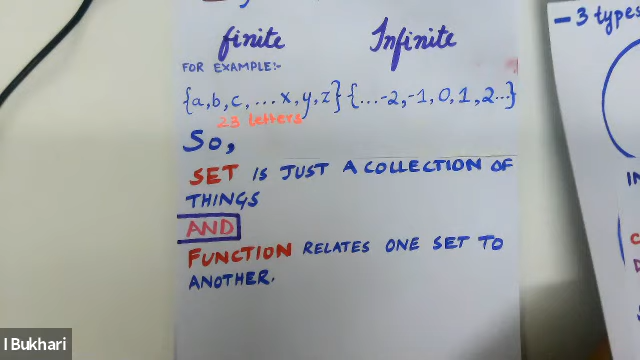 finite Infinite
FOR EXAMPLE:-
{a,b,c,...x,y,z} {...-2,-1,0,1,2...}
23 letters
So,
SET IS JUST A COLLECTION OF
THINGS
AND
FUNCTION RELATES ONE SET TO
ANOTHER.
- 3 types
I Bukhari